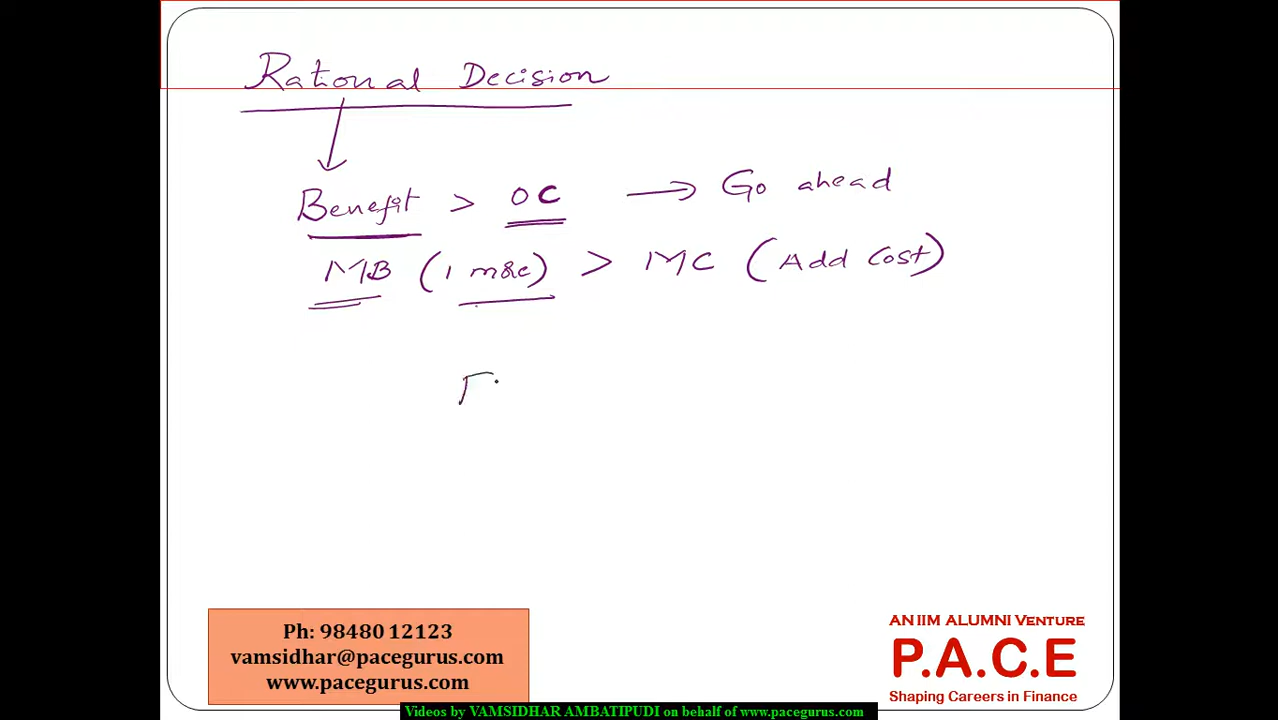 Rational Decision
Benefit > OC → Go ahead
MB (1 more) > MC (Add Cost)
Ph: 98480 12123
vamsidhar@pacegurus.com
www.pacegurus.com
AN IIM ALUMNI VENTURE
P.A.C.E
Shaping Careers in Finance
Videos by VAMSIDHAR AMBATIPUDI on behalf of www.pacegurus.com